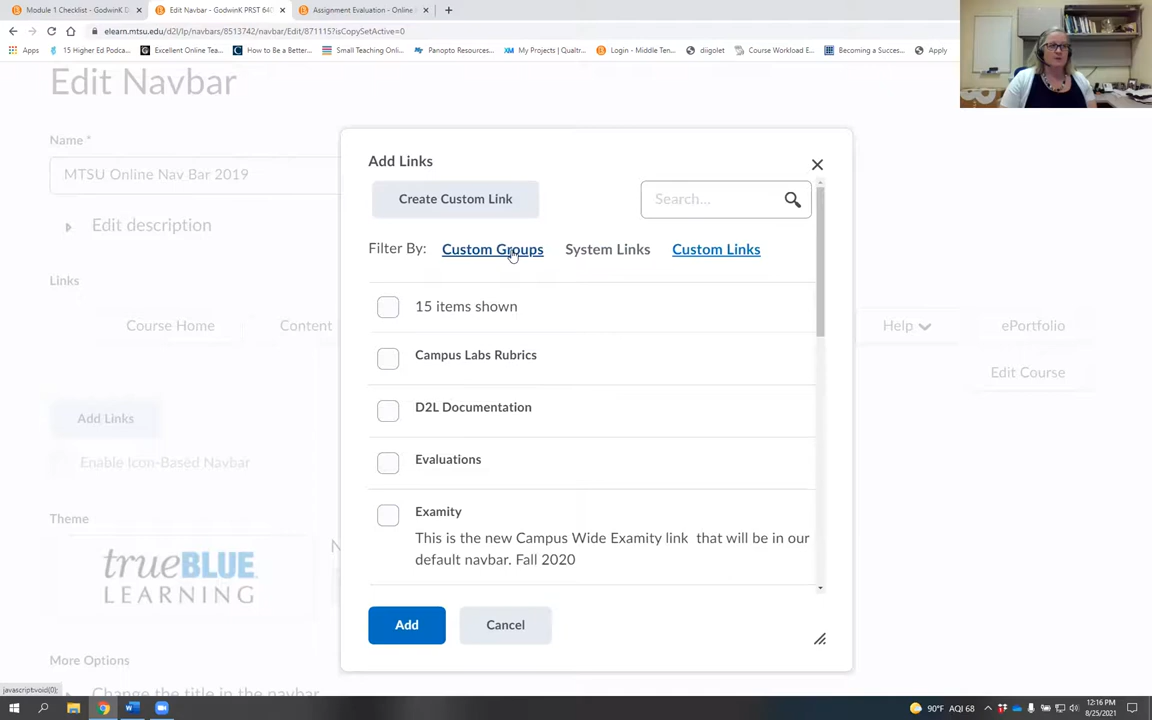 Module 1 Checklist - GodwinK D
Edit Navbar - GodwinK PRST 640
Assignment Evaluation - Online
elearn.mtsu.edu/d2l/lp/navbars/8513742/navbar/Edit/871115?isCopySetActive=0
Apps
15 Higher Ed Podca...
Excellent Online Tea...
How to Be a Better...
Small Teaching Onli...
Panopto Resources...
XM My Projects | Qualtr...
Login - Middle Ten...
diigolet
Course Workload E...
Becoming a Succes...
Apply
Edit Navbar
Name *
MTSU Online Nav Bar 2019
Edit description
Links
Course Home
Content
Help
ePortfolio
Edit Course
Add Links
Enable Icon-Based Navbar
Theme
trueBLUE
LEARNING
More Options
Change the title in the navbar
Add Links
Create Custom Link
Search...
Filter By: Custom Groups System Links Custom Links
15 items shown
Campus Labs Rubrics
D2L Documentation
Evaluations
Examity
This is the new Campus Wide Examity link that will be in our
default navbar. Fall 2020
Add
Cancel
javascript:void(0);
90°F AQI 68
12:16 PM
8/25/2021